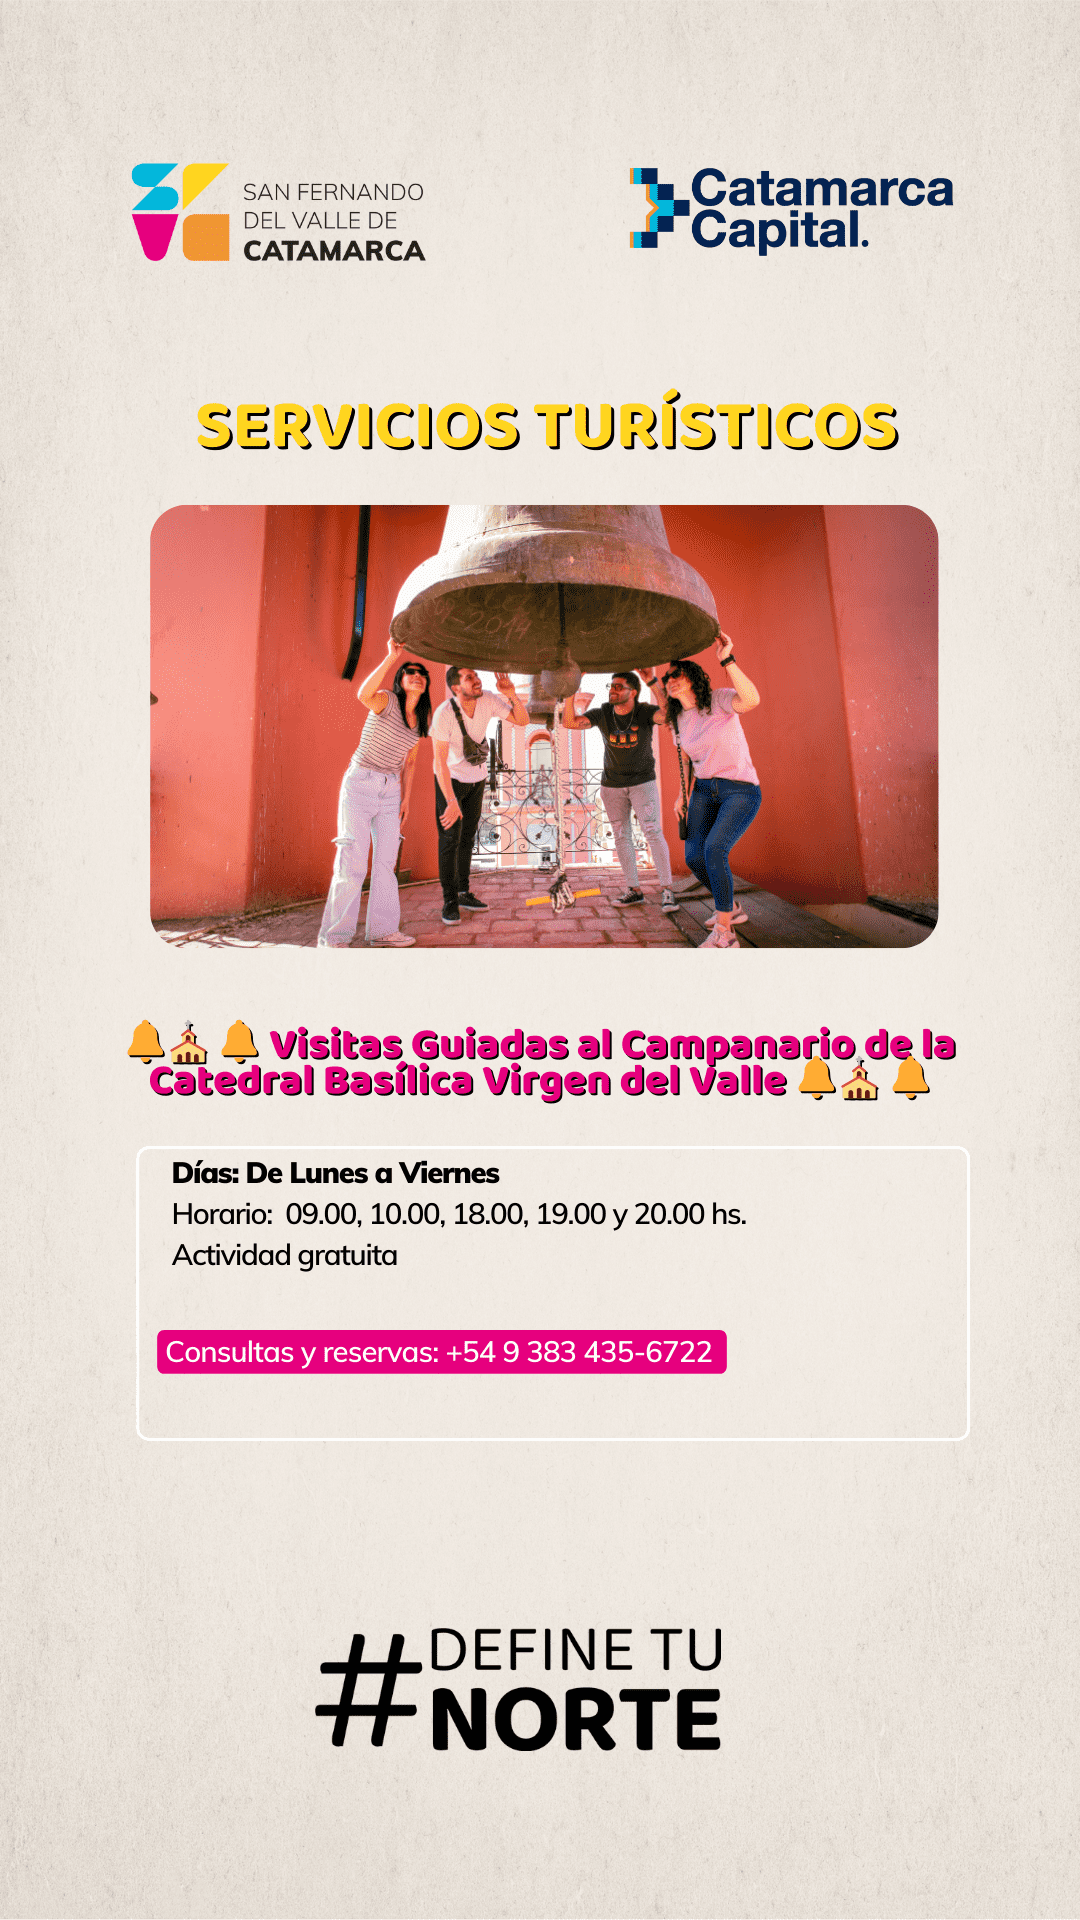 SAN FERNANDO
DEL VALLE DE
CATAMARCA
Catamarca
Capital.
SERVICIOS TURÍSTICOS
🔔⛪ 🔔 Visitas Guiadas al Campanario de la
Catedral Basílica Virgen del Valle 🔔⛪ 🔔
Días: De Lunes a Viernes
Horario: 09.00, 10.00, 18.00, 19.00 y 20.00 hs.
Actividad gratuita
Consultas y reservas: +54 9 383 435-6722
#DEFINE TU
NORTE